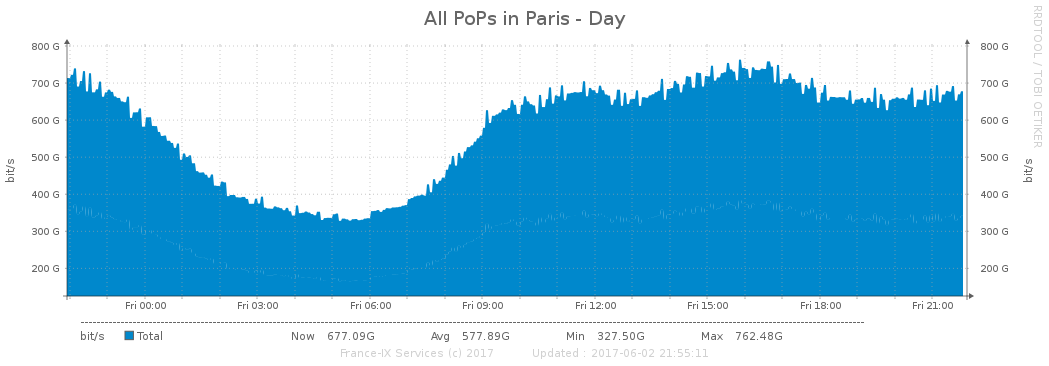 All PoPs in Paris - Day
RRDTOOL / TOBI OETIKER
800 G 800 G
700 G 700 G
600 G 600 G
500 G 500 G
bit/s bit/s
400 G 400 G
300 G 300 G
200 G 200 G
Fri 00:00 Fri 03:00 Fri 06:00 Fri 09:00 Fri 12:00 Fri 15:00 Fri 18:00 Fri 21:00
bit/s Total Now 677.09G Avg 577.89G Min 327.50G Max 762.48G
France-IX Services (c) 2017 Updated : 2017-06-02 21:55:11